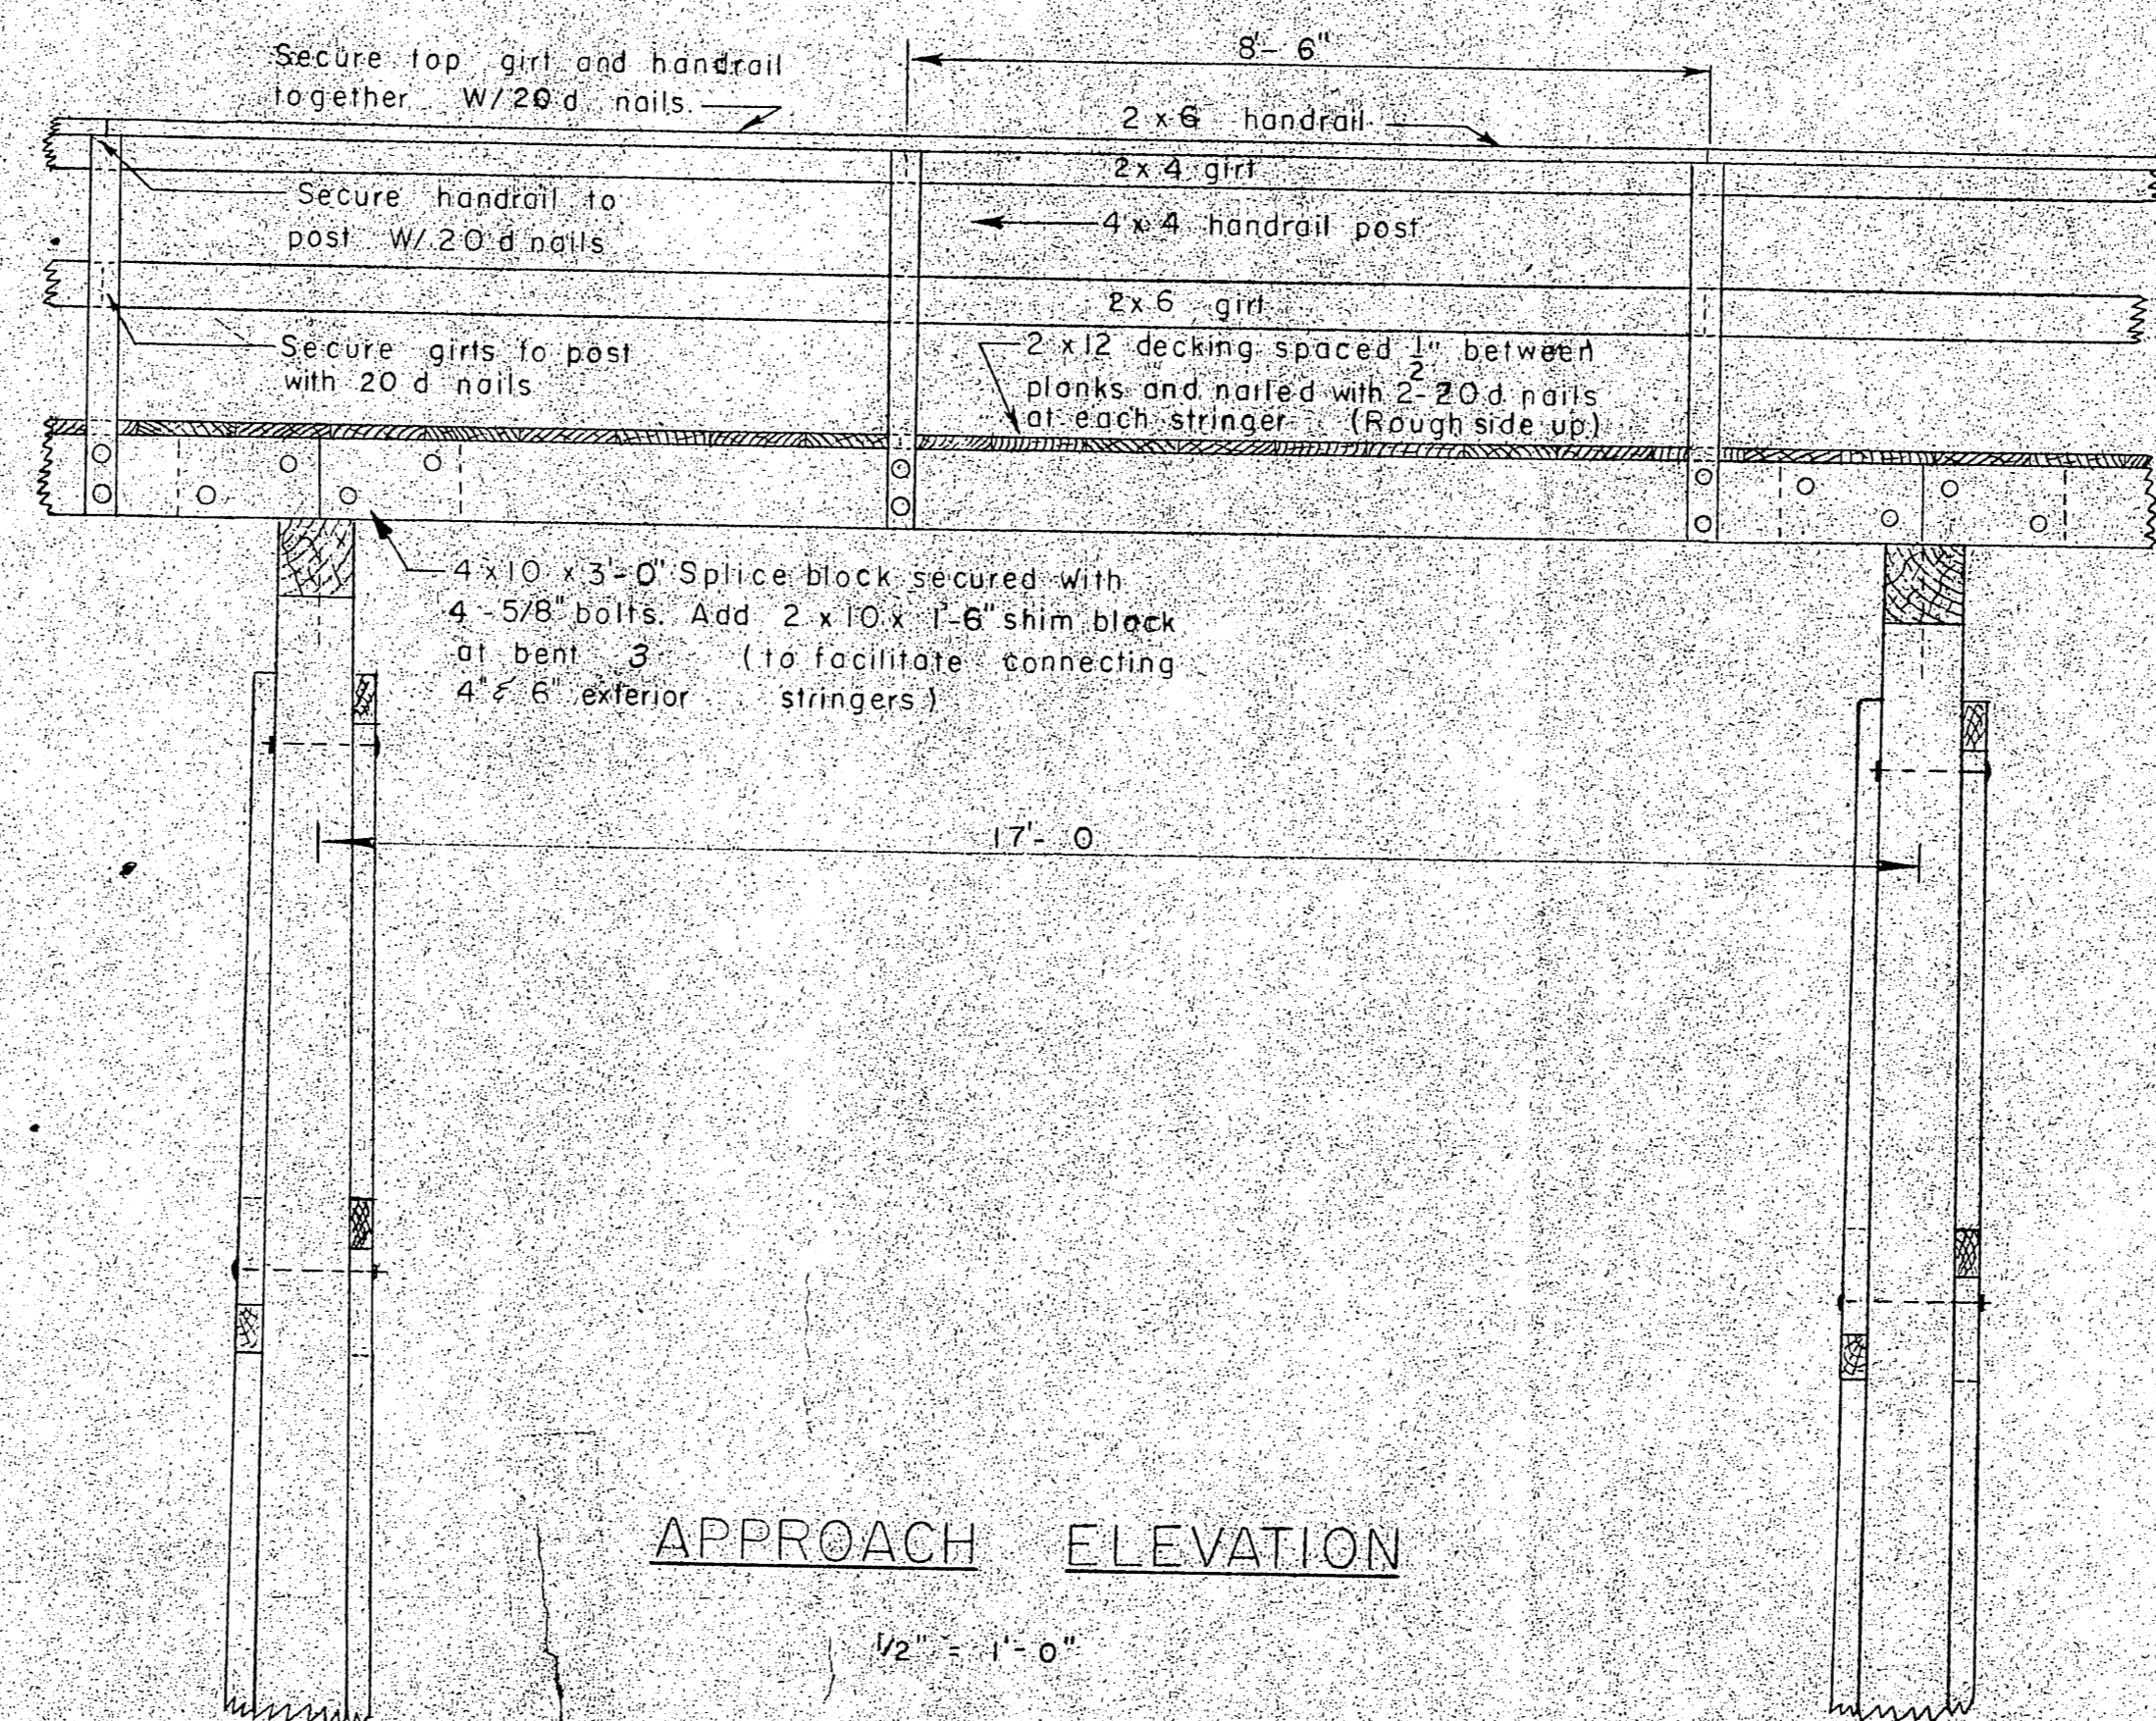 Secure top girt and handrail
together W/20d nails.
8'- 6"
2 x 6 handrail
2x 4 girt
Secure handrail to
post W/.20 d nails
4 x 4 handrail post
2x 6 girt
Secure girts to post
with 20 d nails
2 x12 decking spaced 1/2" between
planks and nailed with 2-20d nails
at each stringer (Rough side up)
4 x 10 x 3'-0" Splice block secured with
4 -5/8" bolts. Add 2 x 10 x 1'-6" shim block
at bent 3 (to facilitate connecting
4" & 6" exterior stringers)
17'- 0
APPROACH ELEVATION
1/2" = 1'- 0"